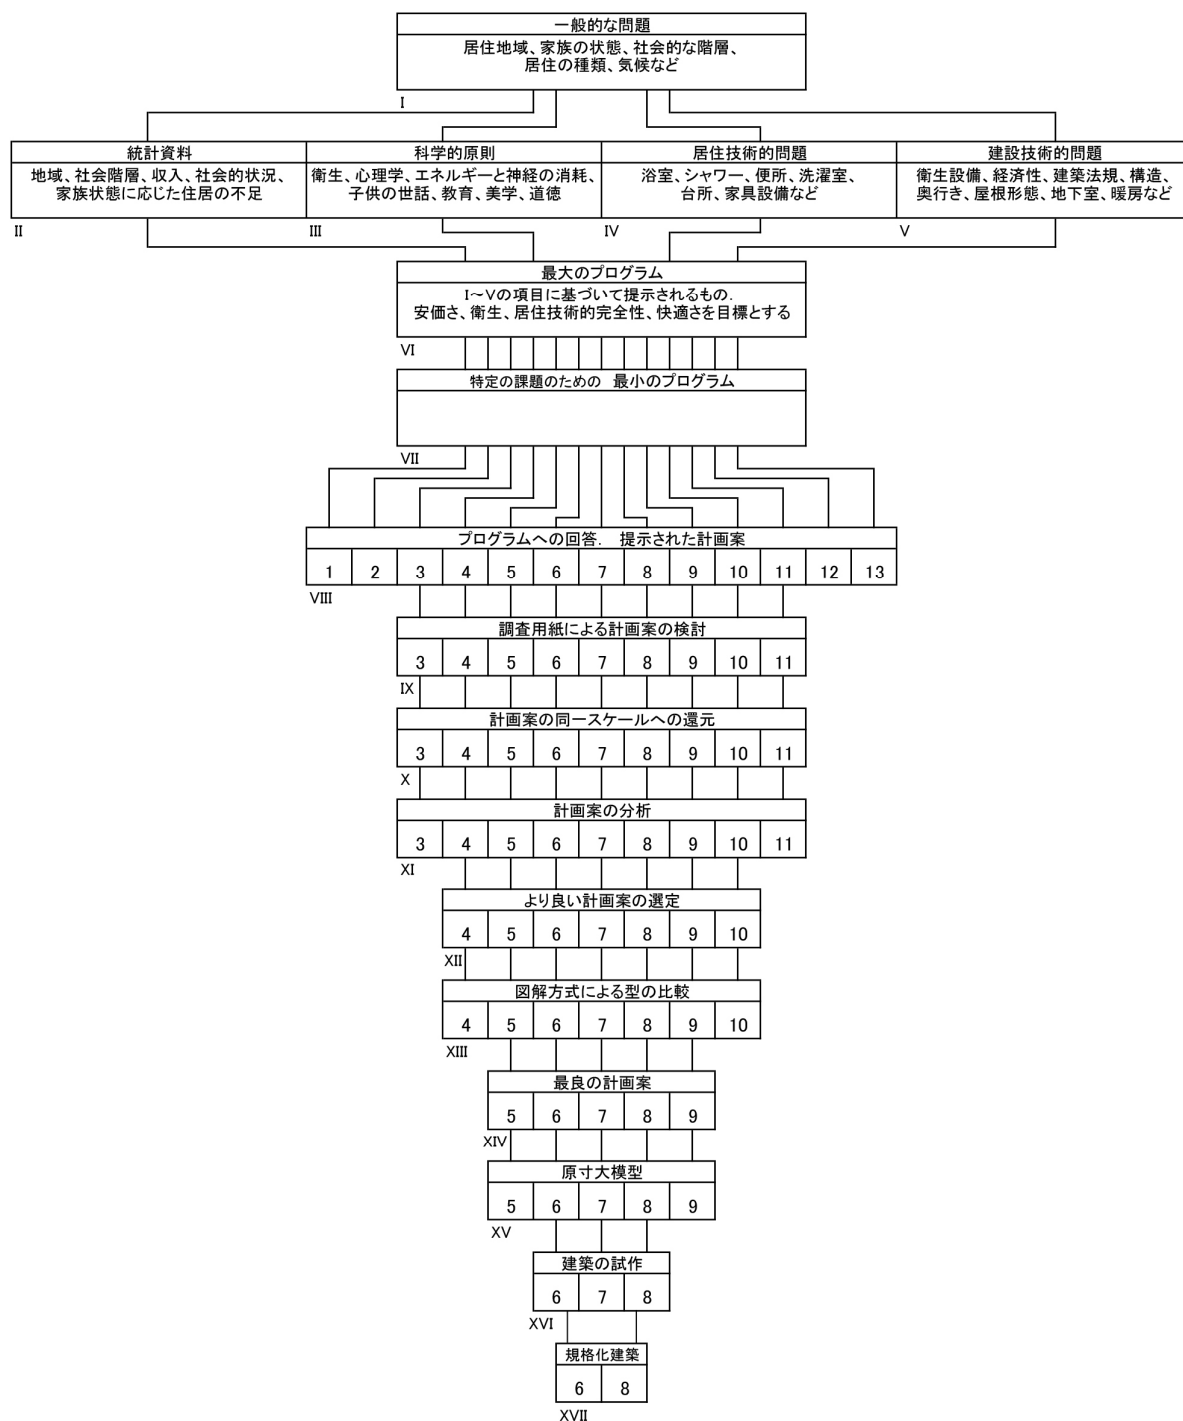 一般的な問題
居住地域、家族の状態、社会的な階層、
居住の種類、気候など
I
統計資料
地域、社会階層、収入、社会的状況、
家族状態に応じた住居の不足
II
科学的原則
衛生、心理学、エネルギーと神経の消耗、
子供の世話、教育、美学、道徳
III
居住技術的問題
浴室、シャワー、便所、洗濯室、
台所、家具設備など
IV
建設技術的問題
衛生設備、経済性、建築法規、構造、
奥行き、屋根形態、地下室、暖房など
V
最大のプログラム
I～Vの項目に基づいて提示されるもの.
安価さ、衛生、居住技術的完全性、快適さを目標とする
VI
特定の課題のための 最小のプログラム
VII
プログラムへの回答. 提示された計画案
1 2 3 4 5 6 7 8 9 10 11 12 13
VIII
調査用紙による計画案の検討
3 4 5 6 7 8 9 10 11
IX
計画案の同一スケールへの還元
3 4 5 6 7 8 9 10 11
X
計画案の分析
3 4 5 6 7 8 9 10 11
XI
より良い計画案の選定
4 5 6 7 8 9 10
XII
図解方式による型の比較
4 5 6 7 8 9 10
XIII
最良の計画案
5 6 7 8 9
XIV
原寸大模型
5 6 7 8 9
XV
建築の試作
6 7 8
XVI
規格化建築
6 8
XVII